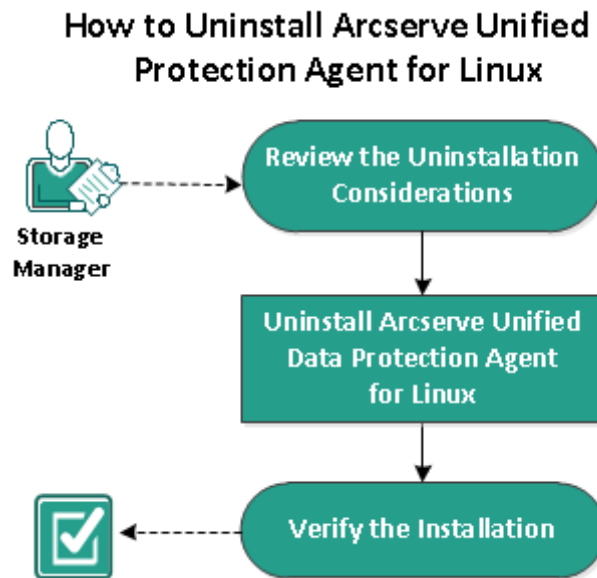 How to Uninstall Arcserve Unified
Protection Agent for Linux
Review the Uninstallation
Considerations
Storage
Manager
Uninstall Arcserve Unified
Data Protection Agent
for Linux
Verify the Installation